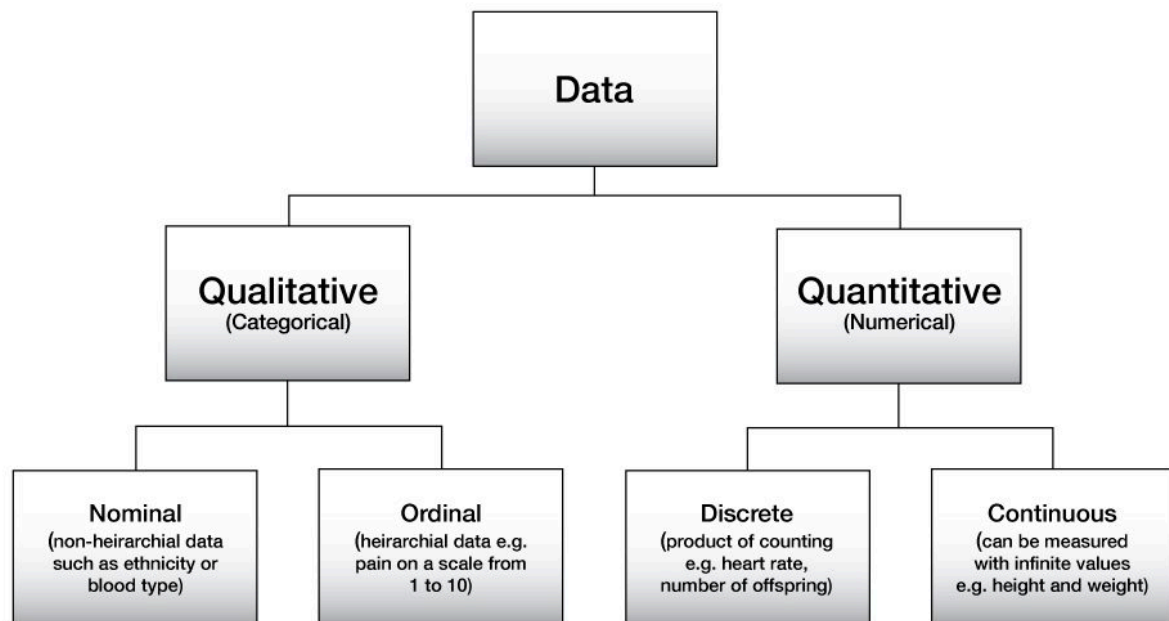 Data
Qualitative
(Categorical)
Quantitative
(Numerical)
Nominal
(non-heirarchial data
such as ethnicity or
blood type)
Ordinal
(heirarchial data e.g.
pain on a scale from
1 to 10)
Discrete
(product of counting
e.g. heart rate,
number of offspring)
Continuous
(can be measured
with infinite values
e.g. height and weight)